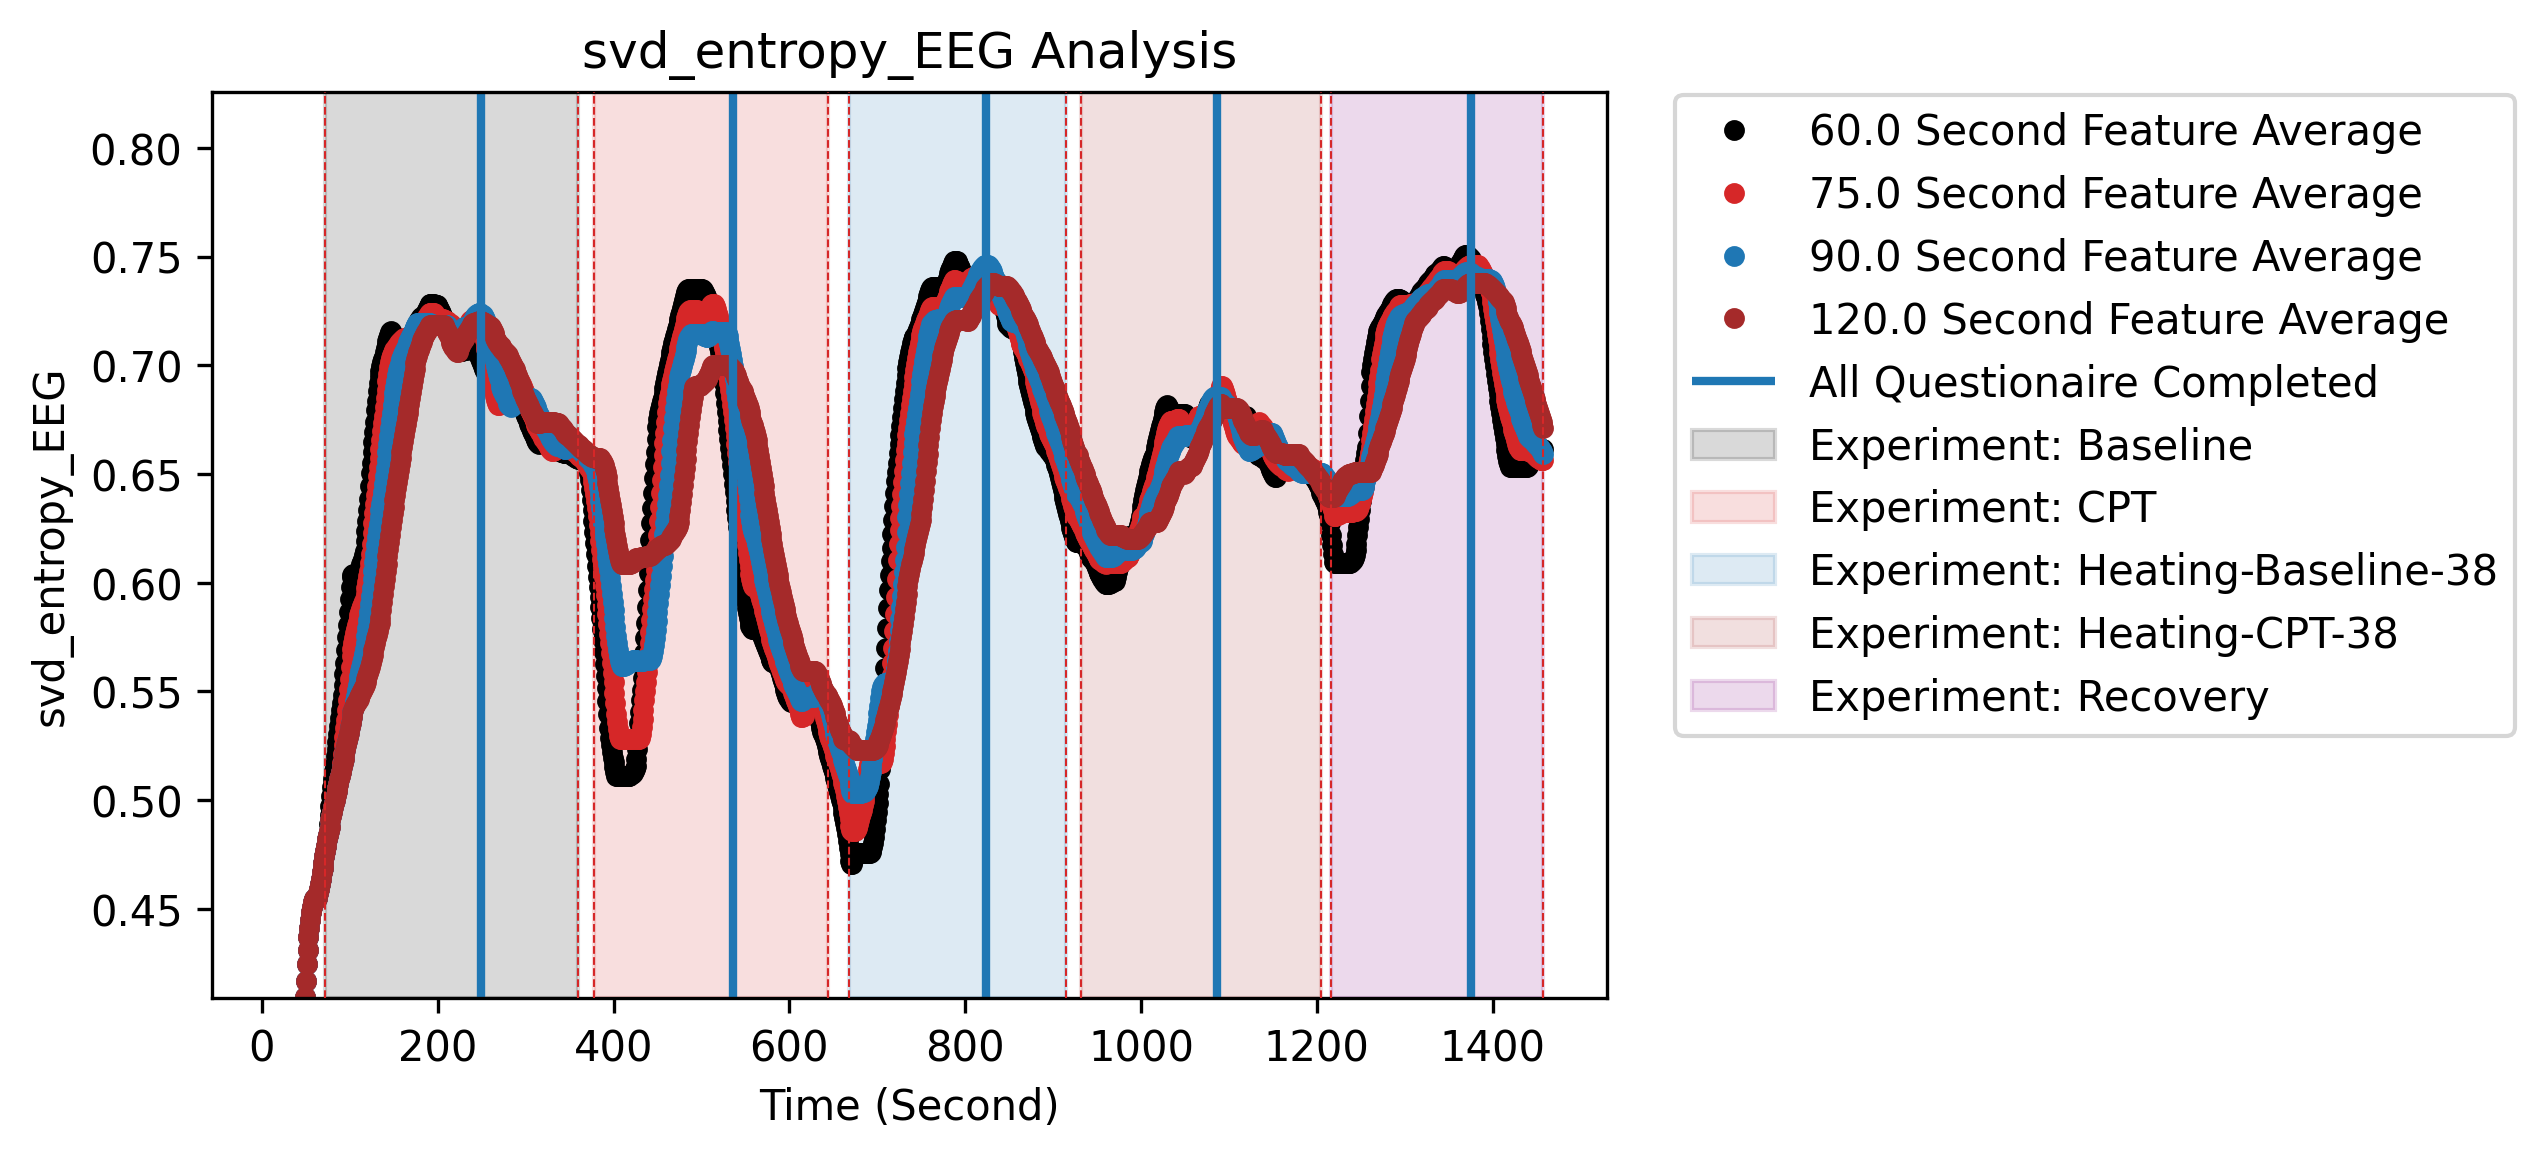 svd_entropy_EEG Analysis
svd_entropy_EEG
0.80
0.75
0.70
0.65
0.60
0.55
0.50
0.45
0 200 400 600 800 1000 1200 1400
Time (Second)
60.0 Second Feature Average
75.0 Second Feature Average
90.0 Second Feature Average
120.0 Second Feature Average
All Questionaire Completed
Experiment: Baseline
Experiment: CPT
Experiment: Heating-Baseline-38
Experiment: Heating-CPT-38
Experiment: Recovery